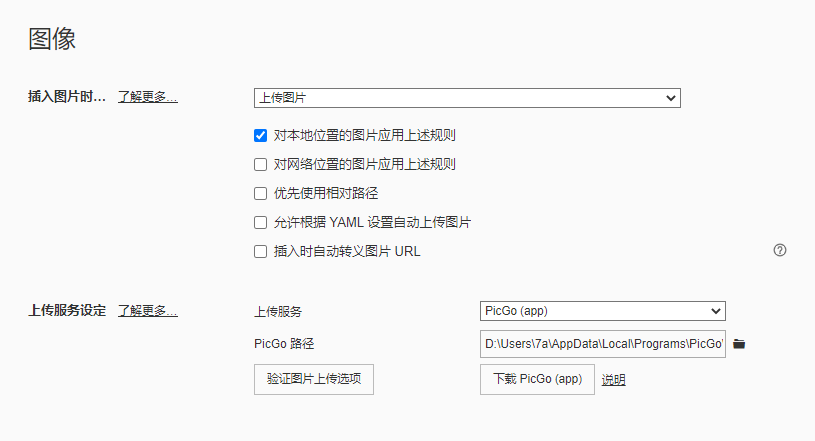 图像
插入图片时... 了解更多... 上传图片
对本地位置的图片应用上述规则
对网络位置的图片应用上述规则
优先使用相对路径
允许根据 YAML 设置自动上传图片
插入时自动转义图片 URL
上传服务设定 了解更多... 上传服务 PicGo (app)
PicGo 路径 D:\Users\7a\AppData\Local\Programs\PicGo\
验证图片上传选项 下载 PicGo (app) 说明